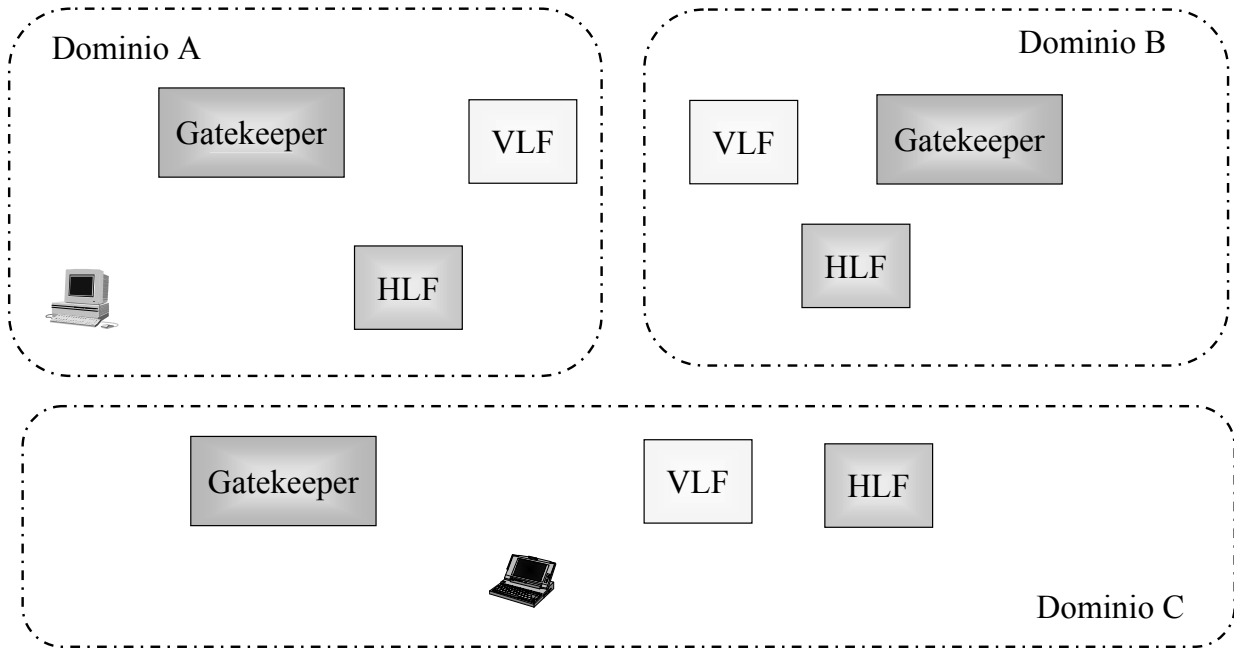 Dominio A
Gatekeeper
VLF
HLF
Dominio B
VLF
Gatekeeper
HLF
Gatekeeper
VLF
HLF
Dominio C